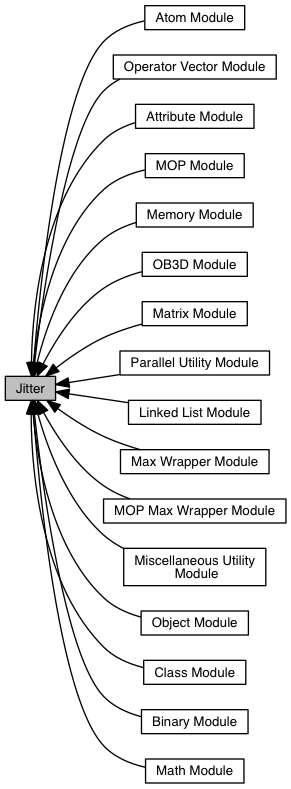 Atom Module
Operator Vector Module
Attribute Module
MOP Module
Memory Module
OB3D Module
Matrix Module
Parallel Utility Module
Jitter
Linked List Module
Max Wrapper Module
MOP Max Wrapper Module
Miscellaneous Utility
Module
Object Module
Class Module
Binary Module
Math Module